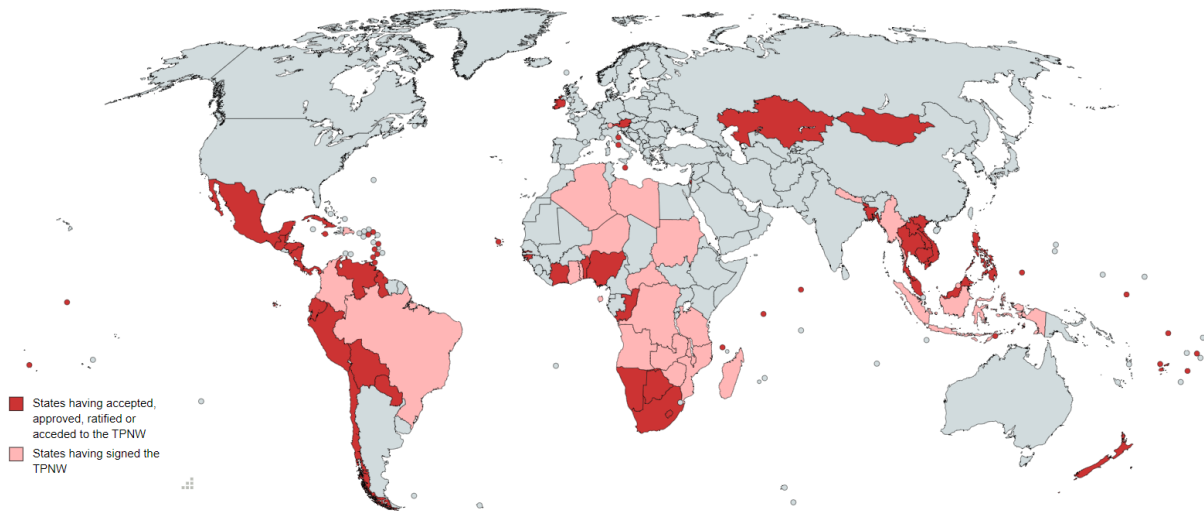 States having accepted,
approved, ratified or
acceded to the TPNW
States having signed the
TPNW